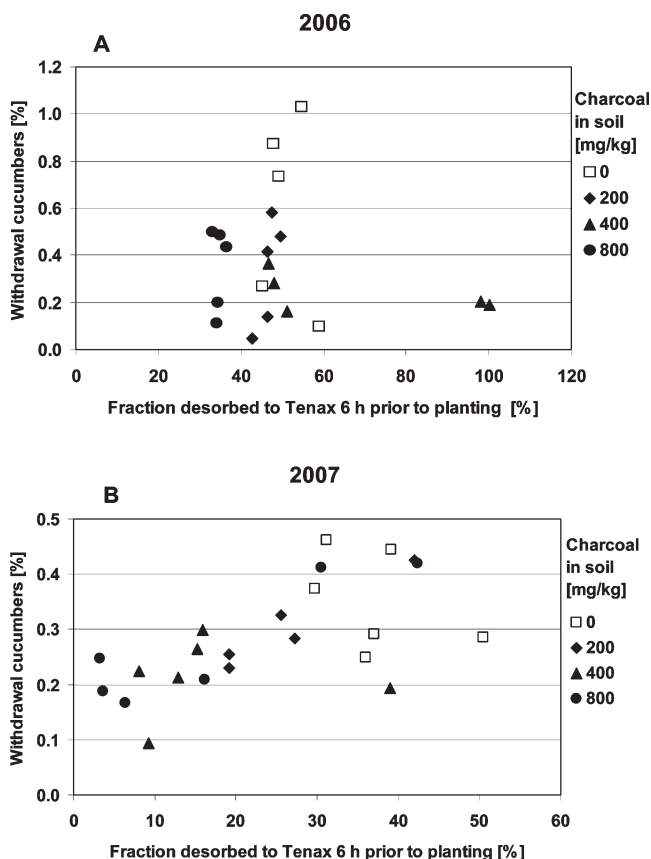 2006
A
Withdrawal cucumbers [%]
1.2
1.0
0.8
0.6
0.4
0.2
0.0
0 20 40 60 80 100 120
Fraction desorbed to Tenax 6 h prior to planting [%]
Charcoal
in soil
[mg/kg]
0
200
400
800
2007
B
Withdrawal cucumbers [%]
0.5
0.4
0.3
0.2
0.1
0.0
0 10 20 30 40 50 60
Fraction desorbed to Tenax 6 h prior to planting [%]
Charcoal
in soil
[mg/kg]
0
200
400
800